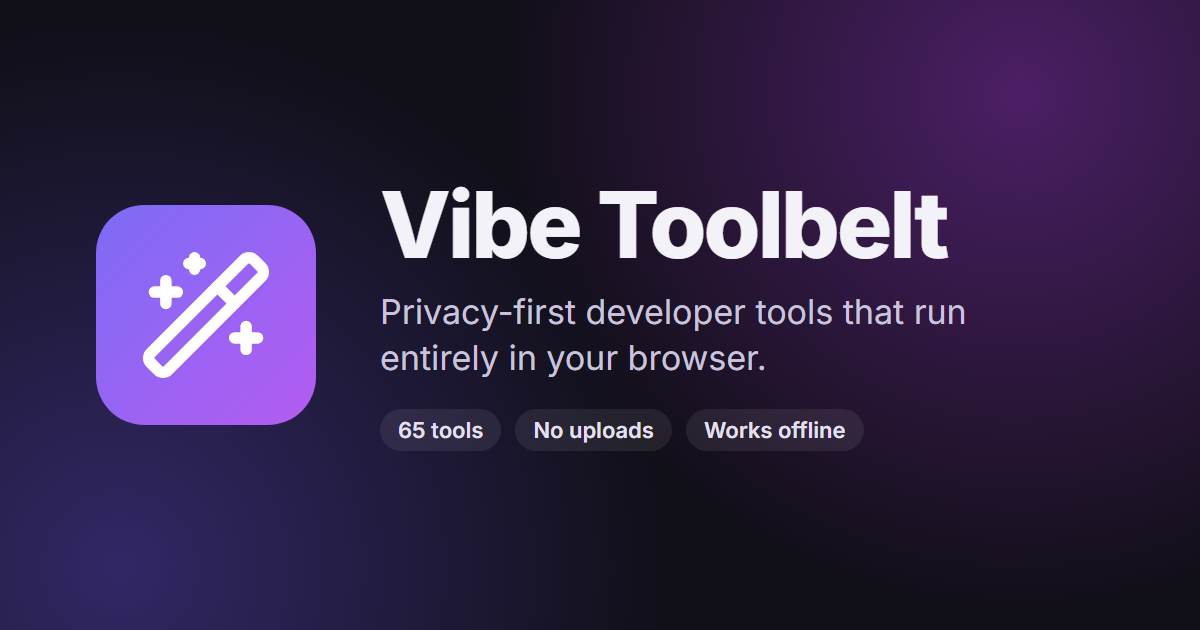 Vibe Toolbelt
Privacy-first developer tools that run
entirely in your browser.
65 tools
No uploads
Works offline